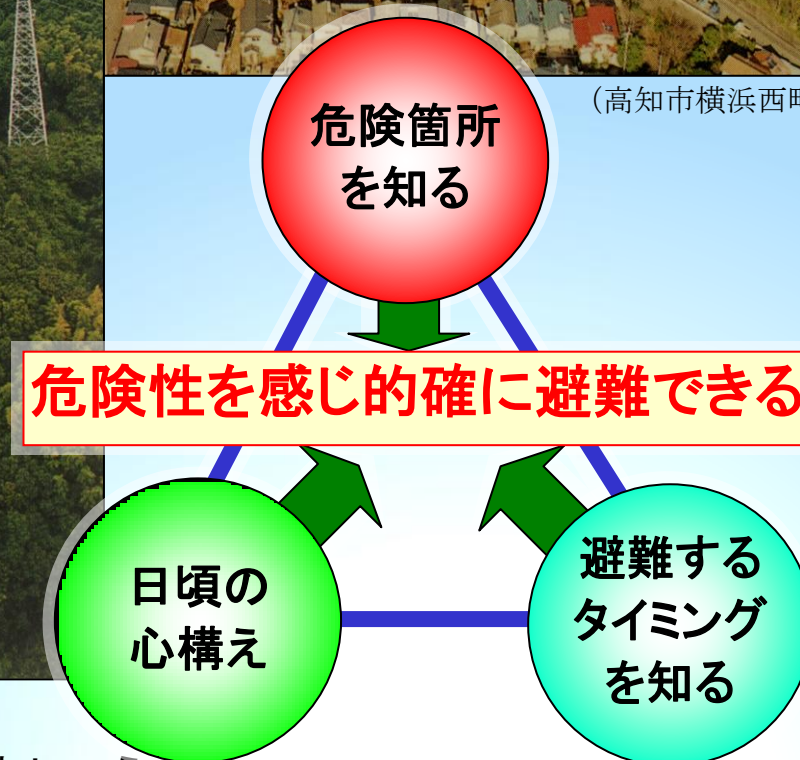 (高知市横浜西町
危険箇所
を知る
危険性を感じ的確に避難できる
日頃の
心構え
避難する
タイミング
を知る